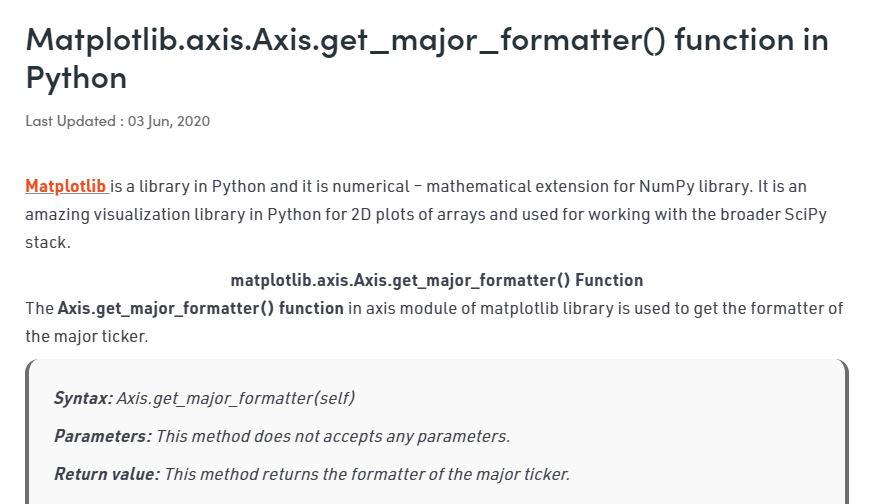 Matplotlib.axis.Axis.get_major_formatter() function in
Python
Last Updated : 03 Jun, 2020
Matplotlib is a library in Python and it is numerical – mathematical extension for NumPy library. It is an
amazing visualization library in Python for 2D plots of arrays and used for working with the broader SciPy
stack.
matplotlib.axis.Axis.get_major_formatter() Function
The Axis.get_major_formatter() function in axis module of matplotlib library is used to get the formatter of
the major ticker.
Syntax: Axis.get_major_formatter(self)
Parameters: This method does not accepts any parameters.
Return value: This method returns the formatter of the major ticker.